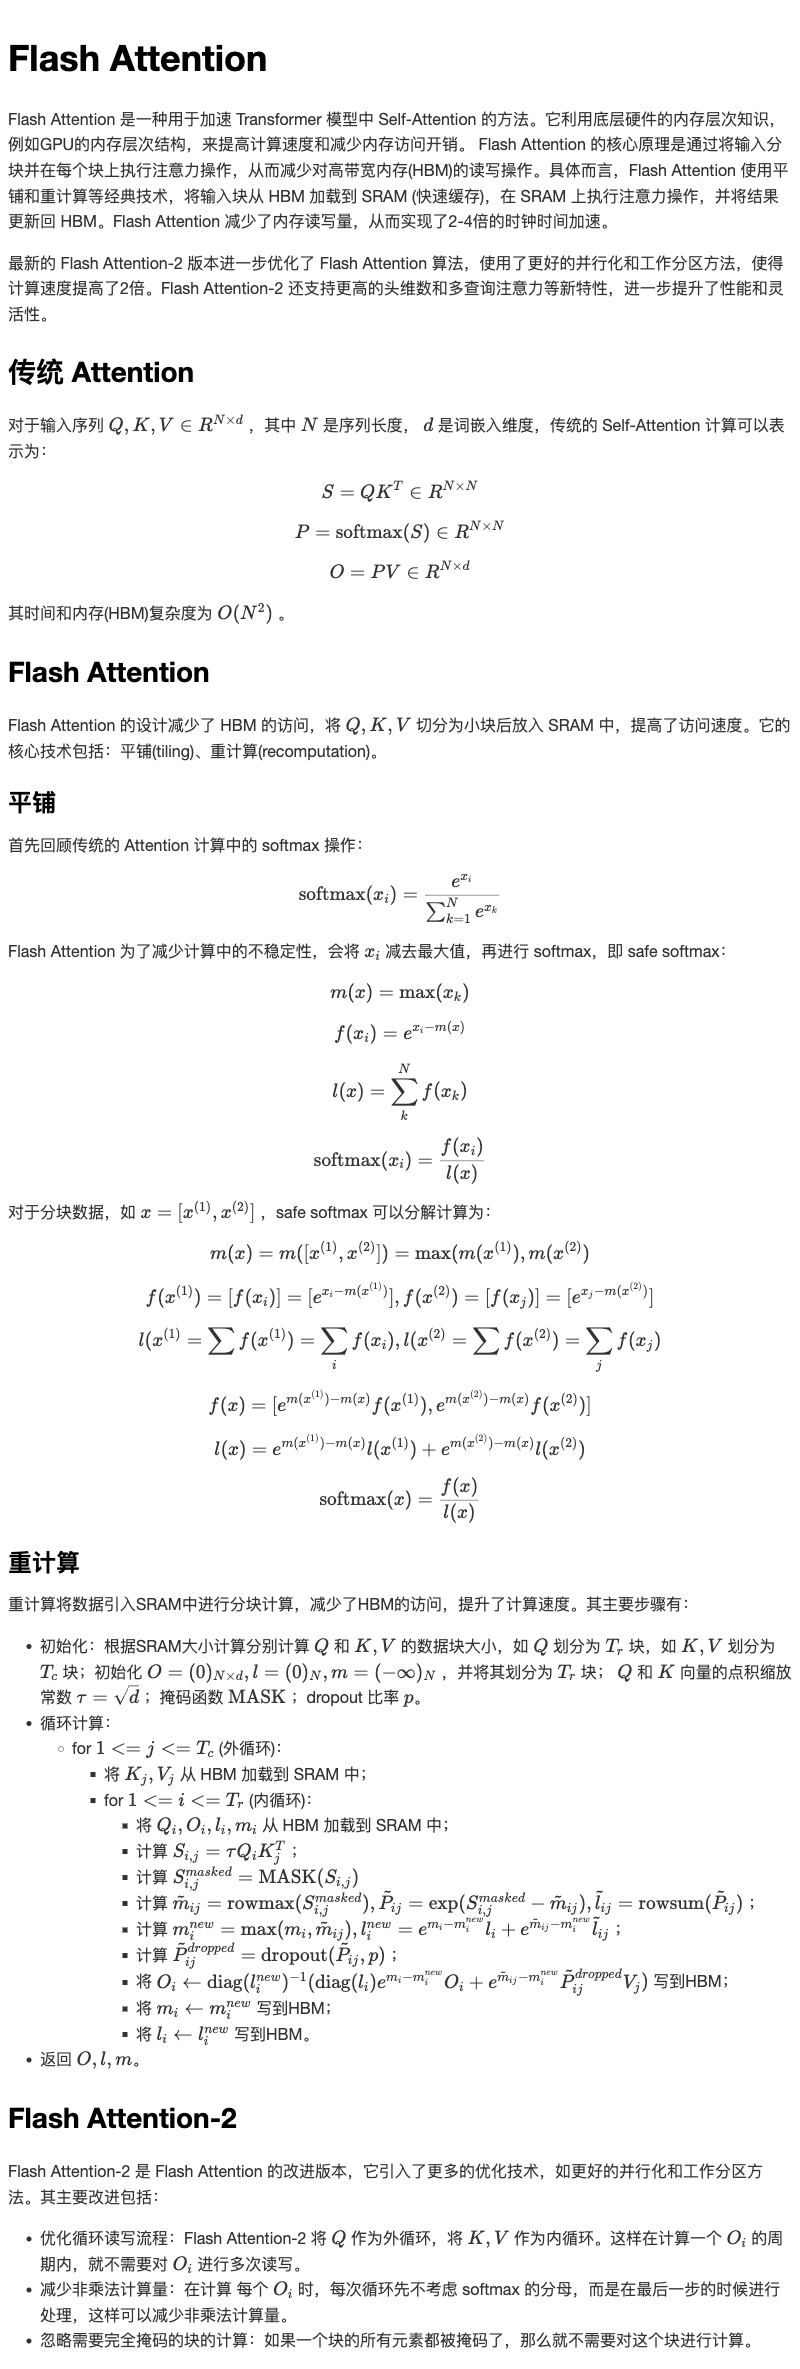 Flash Attention
Flash Attention 是一种用于加速 Transformer 模型中 Self-Attention 的方法。它利用底层硬件的内存层次知识，
例如GPU的内存层次结构，来提高计算速度和减少内存访问开销。 Flash Attention 的核心原理是通过将输入分
块并在每个块上执行注意力操作，从而减少对高带宽内存(HBM)的读写操作。具体而言，Flash Attention 使用平
铺和重计算等经典技术，将输入块从 HBM 加载到 SRAM (快速缓存)，在 SRAM 上执行注意力操作，并将结果
更新回 HBM。Flash Attention 减少了内存读写量，从而实现了2-4倍的时钟时间加速。
最新的 Flash Attention-2 版本进一步优化了 Flash Attention 算法，使用了更好的并行化和工作分区方法，使得
计算速度提高了2倍。Flash Attention-2 还支持更高的头维数和多查询注意力等新特性，进一步提升了性能和灵
活性。
传统 Attention
对于输入序列 $Q, K, V \in R^{N \times d}$ ，其中 $N$ 是序列长度， $d$ 是词嵌入维度，传统的 Self-Attention 计算可以表
示为：
$S = QK^T \in R^{N \times N}$
$P = \text{softmax}(S) \in R^{N \times N}$
$O = PV \in R^{N \times d}$
其时间和内存(HBM)复杂度为 $O(N^2)$ 。
Flash Attention
Flash Attention 的设计减少了 HBM 的访问，将 $Q, K, V$ 切分为小块后放入 SRAM 中，提高了访问速度。它的
核心技术包括：平铺(tiling)、重计算(recomputation)。
平铺
首先回顾传统的 Attention 计算中的 softmax 操作：
$\text{softmax}(x_i) = \frac{e^{x_i}}{\sum_{k=1}^{N} e^{x_k}}$
Flash Attention 为了减少计算中的不稳定性，会将 $x_i$ 减去最大值，再进行 softmax，即 safe softmax：
$m(x) = \max(x_k)$
$f(x_i) = e^{x_i - m(x)}$
$l(x) = \sum_{k}^{N} f(x_k)$
$\text{softmax}(x_i) = \frac{f(x_i)}{l(x)}$
对于分块数据，如 $x = [x^{(1)}, x^{(2)}]$ ，safe softmax 可以分解计算为：
$m(x) = m([x^{(1)}, x^{(2)}]) = \max(m(x^{(1)}), m(x^{(2)})$
$f(x^{(1)}) = [f(x_i)] = [e^{x_i - m(x^{(1)})}], f(x^{(2)}) = [f(x_j)] = [e^{x_j - m(x^{(2)})}]$
$l(x^{(1)} = \sum f(x^{(1)}) = \sum_i f(x_i), l(x^{(2)} = \sum f(x^{(2)}) = \sum_j f(x_j)$
$f(x) = [e^{m(x^{(1)}) - m(x)} f(x^{(1)}), e^{m(x^{(2)}) - m(x)} f(x^{(2)})]$
$l(x) = e^{m(x^{(1)}) - m(x)} l(x^{(1)}) + e^{m(x^{(2)}) - m(x)} l(x^{(2)})$
$\text{softmax}(x) = \frac{f(x)}{l(x)}$
重计算
重计算将数据引入SRAM中进行分块计算，减少了HBM的访问，提升了计算速度。其主要步骤有：
• 初始化：根据SRAM大小计算分别计算 $Q$ 和 $K, V$ 的数据块大小，如 $Q$ 划分为 $T_r$ 块，如 $K, V$ 划分为
$T_c$ 块；初始化 $O = (0)_{N \times d}, l = (0)_N, m = (-\infty)_N$ ，并将其划分为 $T_r$ 块； $Q$ 和 $K$ 向量的点积缩放
常数 $\tau = \sqrt{d}$ ；掩码函数 $\text{MASK}$ ；dropout 比率 $p$。
• 循环计算：
◦ for $1 <= j <= T_c$ (外循环)：
▪ 将 $K_j, V_j$ 从 HBM 加载到 SRAM 中；
▪ for $1 <= i <= T_r$ (内循环)：
▪ 将 $Q_i, O_i, l_i, m_i$ 从 HBM 加载到 SRAM 中；
▪ 计算 $S_{i,j} = \tau Q_i K_j^T$ ；
▪ 计算 $S_{i,j}^{masked} = \text{MASK}(S_{i,j})$
▪ 计算 $\tilde{m}_{ij} = \text{rowmax}(S_{i,j}^{masked}), \tilde{P}_{ij} = \exp(S_{i,j}^{masked} - \tilde{m}_{ij}), \tilde{l}_{ij} = \text{rowsum}(\tilde{P}_{ij})$ ；
▪ 计算 $m_i^{new} = \max(m_i, \tilde{m}_{ij}), l_i^{new} = e^{m_i - m_i^{new}} l_i + e^{\tilde{m}_{ij} - m_i^{new}} \tilde{l}_{ij}$ ；
▪ 计算 $\tilde{P}_{ij}^{dropped} = \text{dropout}(\tilde{P}_{ij}, p)$ ；
▪ 将 $O_i \leftarrow \text{diag}(l_i^{new})^{-1}(\text{diag}(l_i) e^{m_i - m_i^{new}} O_i + e^{\tilde{m}_{ij} - m_i^{new}} \tilde{P}_{ij}^{dropped} V_j)$ 写到HBM；
▪ 将 $m_i \leftarrow m_i^{new}$ 写到HBM；
▪ 将 $l_i \leftarrow l_i^{new}$ 写到HBM。
• 返回 $O, l, m$。
Flash Attention-2
Flash Attention-2 是 Flash Attention 的改进版本，它引入了更多的优化技术，如更好的并行化和工作分区方
法。其主要改进包括：
• 优化循环读写流程：Flash Attention-2 将 $Q$ 作为外循环，将 $K, V$ 作为内循环。这样在计算一个 $O_i$ 的周
期内，就不需要对 $O_i$ 进行多次读写。
• 减少非乘法计算量：在计算 每个 $O_i$ 时，每次循环先不考虑 softmax 的分母，而是在最后一步的时候进行
处理，这样可以减少非乘法计算量。
• 忽略需要完全掩码的块的计算：如果一个块的所有元素都被掩码了，那么就不需要对这个块进行计算。